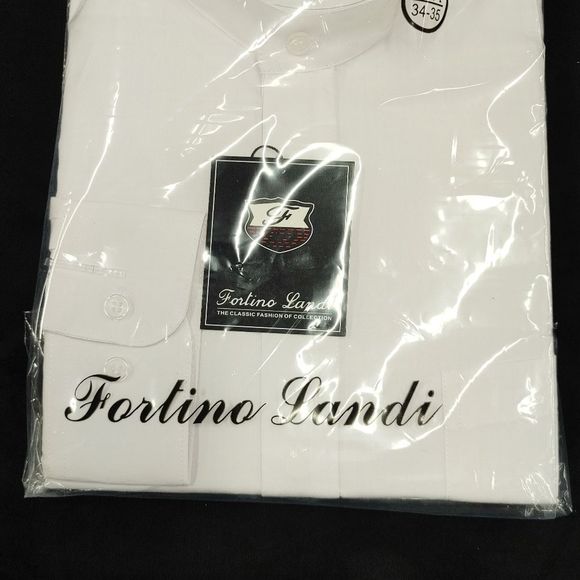 34-35
F
Fortino Landi
THE CLASSIC FASHION OF COLLECTION
Fortino Landi